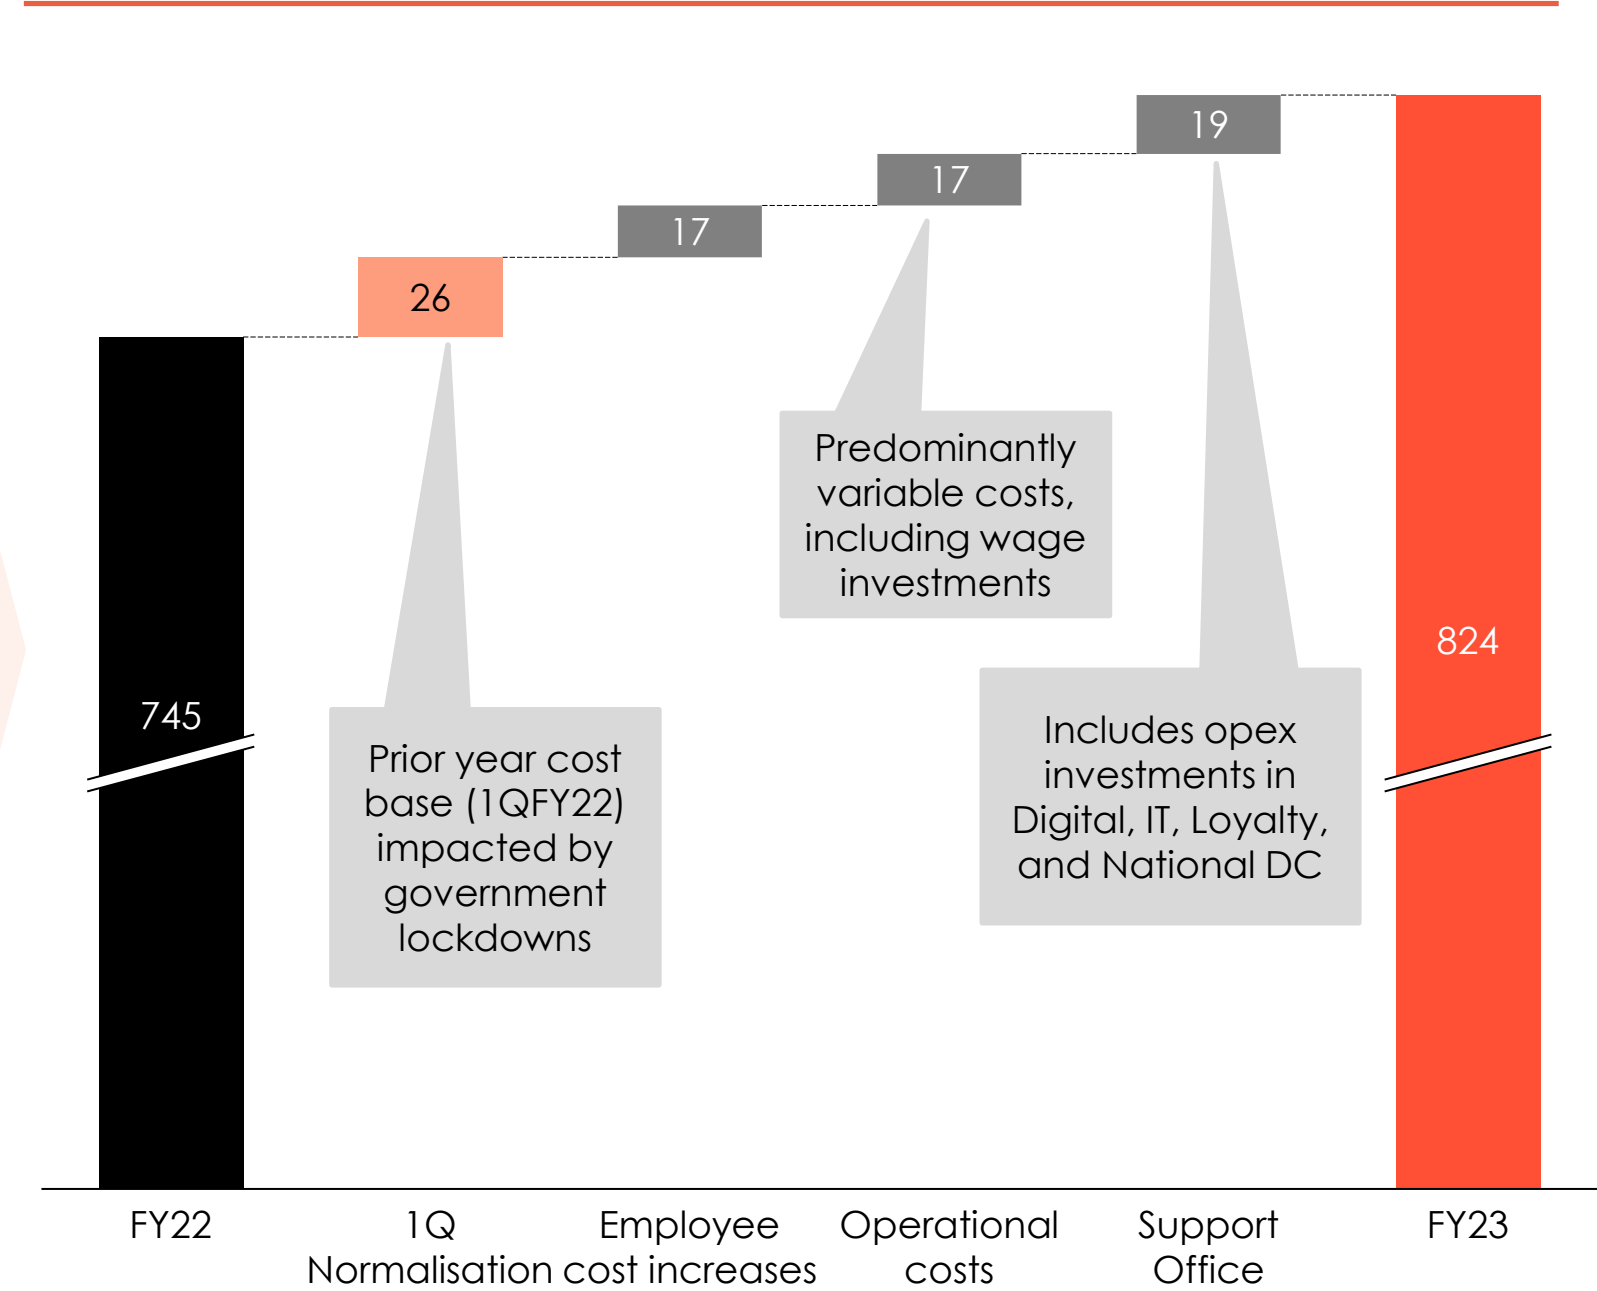 19
17
17
26
745
824
Predominantly
variable costs,
including wage
investments
Prior year cost
base (1QFY22)
impacted by
government
lockdowns
Includes opex
investments in
Digital, IT, Loyalty,
and National DC
FY22
1Q
Normalisation
Employee
cost increases
Operational
costs
Support
Office
FY23